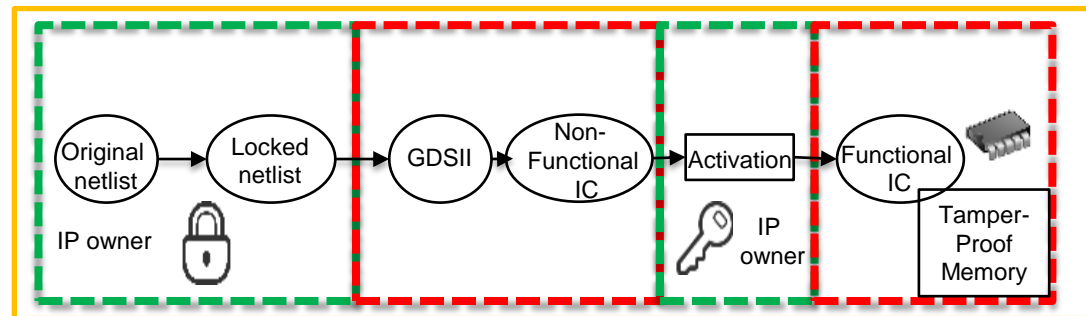 Original
netlist
Locked
netlist
GDSII
Non-
Functional
IC
Activation
Functional
IC
IP owner
IP
owner
Tamper-
Proof
Memory